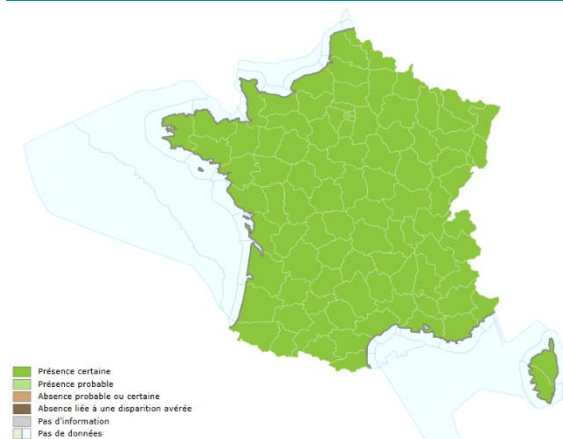 Présence certaine
Présence probable
Absence probable ou certaine
Absence liée à une disparition avérée
Pas d'information
Pas de données